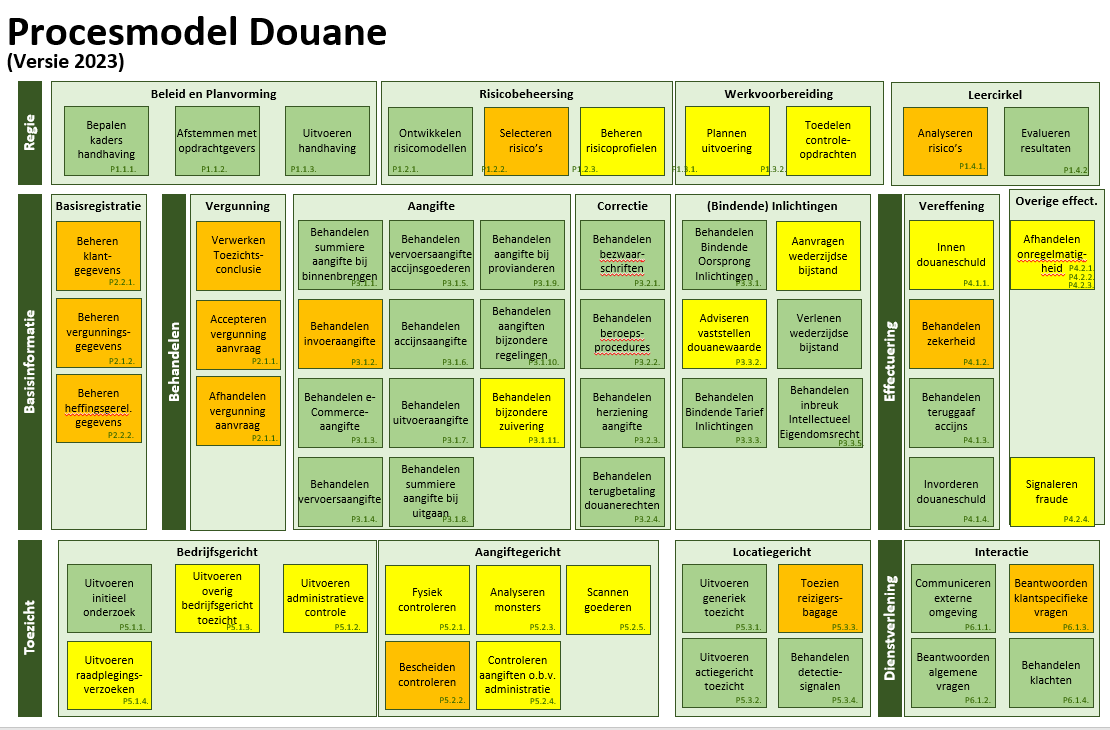 Procesmodel Douane
(Versie 2023)
Regie
Beleid en Planvorming
Bepalen
kaders
handhaving
P1.1.1.
Afstemmen met
opdrachtgevers
P1.1.2.
Uitvoeren
handhaving
P1.1.3.
Risicobeheersing
Ontwikkelen
risicomodellen
P1.2.1.
Selecteren
risico's
P1.2.2.
Beheren
risicoprofielen
P1.2.3.
Werkvoorbereiding
Plannen
uitvoering
P1.3.1.
Toedelen
controle-
opdrachten
P1.3.2.
Leercirkel
Analyseren
risico's
P1.4.1.
Evalueren
resultaten
P1.4.2
Basisinformatie
Basisregistratie
Beheren
klant-
gegevens
P2.2.1.
Beheren
vergunnings-
gegevens
P2.1.2.
Beheren
heffingsgerel.
gegevens
P2.2.2.
Behandelen
Vergunning
Verwerken
Toezichts-
conclusie
Accepteren
vergunning
aanvraag
P2.1.1.
Afhandelen
vergunning
aanvraag
P2.1.1.
Aangifte
Behandelen
summiere
aangifte bij
binnenbrengen
P3.1.1.
Behandelen
vervoersaangifte
accijnsgoederen
P3.1.5.
Behandelen
aangifte bij
provianderen
P3.1.9.
Behandelen
invoeraangifte
P3.1.2.
Behandelen
accijnsaangifte
P3.1.6.
Behandelen
aangiften
bijzondere
regelingen
P3.1.10.
Behandelen e-
Commerce-
aangifte
P3.1.3.
Behandelen
uitvoeraangifte
P3.1.7.
Behandelen
bijzondere
zuivering
P3.1.11.
Behandelen
vervoersaangifte
P3.1.4.
Behandelen
summiere
aangifte bij
uitgaan
P3.1.8.
Correctie
Behandelen
bezwaar-
schriften
P3.2.1.
Behandelen
beroeps-
procedures
P3.2.2.
Behandelen
herziening
aangifte
P3.2.3.
Behandelen
terugbetaling
douanerechten
P3.2.4.
(Bindende) Inlichtingen
Behandelen
Bindende
Oorsprong
Inlichtingen
P3.3.1.
Aanvragen
wederzijdse
bijstand
Adviseren
vaststellen
douanewaarde
P3.3.2.
Verlenen
wederzijdse
bijstand
Behandelen
Bindende Tarief
Inlichtingen
P3.3.3.
Behandelen
inbreuk
Intellectueel
Eigendomsrecht
P3.3.5.
Effectuering
Vereffening
Innen
douaneschuld
P4.1.1.
Behandelen
zekerheid
P4.1.2.
Behandelen
teruggaaf
accijns
P4.1.3.
Invorderen
douaneschuld
P4.1.4.
Overige effect.
Afhandelen
onregelmatig-
heid
P4.2.1.
P4.2.2.
P4.2.3.
Signaleren
fraude
P4.2.4.
Toezicht
Bedrijfsgericht
Uitvoeren
initieel
onderzoek
P5.1.1.
Uitvoeren
overig
bedrijfsgericht
toezicht
P5.1.3.
Uitvoeren
administratieve
controle
P5.1.2.
Uitvoeren
raadplegings-
verzoeken
P5.1.4.
Aangiftegericht
Fysiek
controleren
P5.2.1.
Analyseren
monsters
P5.2.3.
Scannen
goederen
P5.2.5.
Bescheiden
controleren
P5.2.2.
Controleren
aangiften o.b.v.
administratie
P5.2.4.
Locatiegericht
Uitvoeren
generiek
toezicht
P5.3.1.
Toezien
reizigers-
bagage
P5.3.3.
Uitvoeren
actiegericht
toezicht
P5.3.2.
Behandelen
detectie-
signalen
P5.3.4.
Dienstverlening
Interactie
Communiceren
externe
omgeving
P6.1.1.
Beantwoorden
klantspecifieke
vragen
P6.1.3.
Beantwoorden
algemene
vragen
P6.1.2.
Behandelen
klachten
P6.1.4.